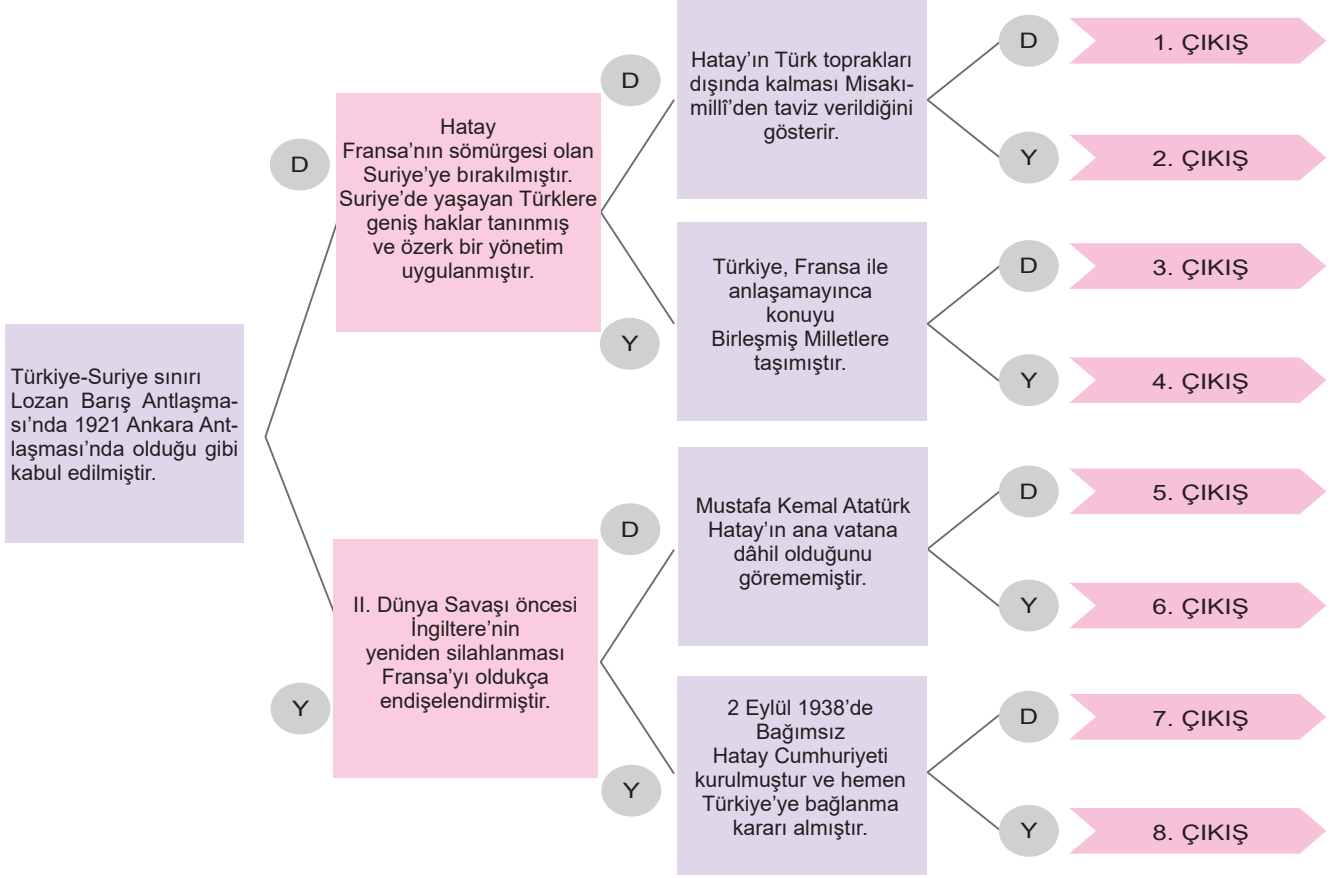 Türkiye-Suriye sınırı
Lozan Barış Antlaşma-
sı’nda 1921 Ankara Ant-
laşması’nda olduğu gibi
kabul edilmiştir.
D
Hatay
Fransa’nın sömürgesi olan
Suriye’ye bırakılmıştır.
Suriye’de yaşayan Türklere
geniş haklar tanınmış
ve özerk bir yönetim
uygulanmıştır.
Y
II. Dünya Savaşı öncesi
İngiltere’nin
yeniden silahlanması
Fransa’yı oldukça
endişelendirmiştir.
D
Hatay’ın Türk toprakları
dışında kalması Misakı-
millî’den taviz verildiğini
gösterir.
Y
Türkiye, Fransa ile
anlaşamayınca
konuyu
Birleşmiş Milletlere
taşımıştır.
D
Mustafa Kemal Atatürk
Hatay’ın ana vatana
dâhil olduğunu
görememiştir.
Y
2 Eylül 1938’de
Bağımsız
Hatay Cumhuriyeti
kurulmuştur ve hemen
Türkiye’ye bağlanma
kararı almıştır.
D
1. ÇIKIŞ
Y
2. ÇIKIŞ
D
3. ÇIKIŞ
Y
4. ÇIKIŞ
D
5. ÇIKIŞ
Y
6. ÇIKIŞ
D
7. ÇIKIŞ
Y
8. ÇIKIŞ